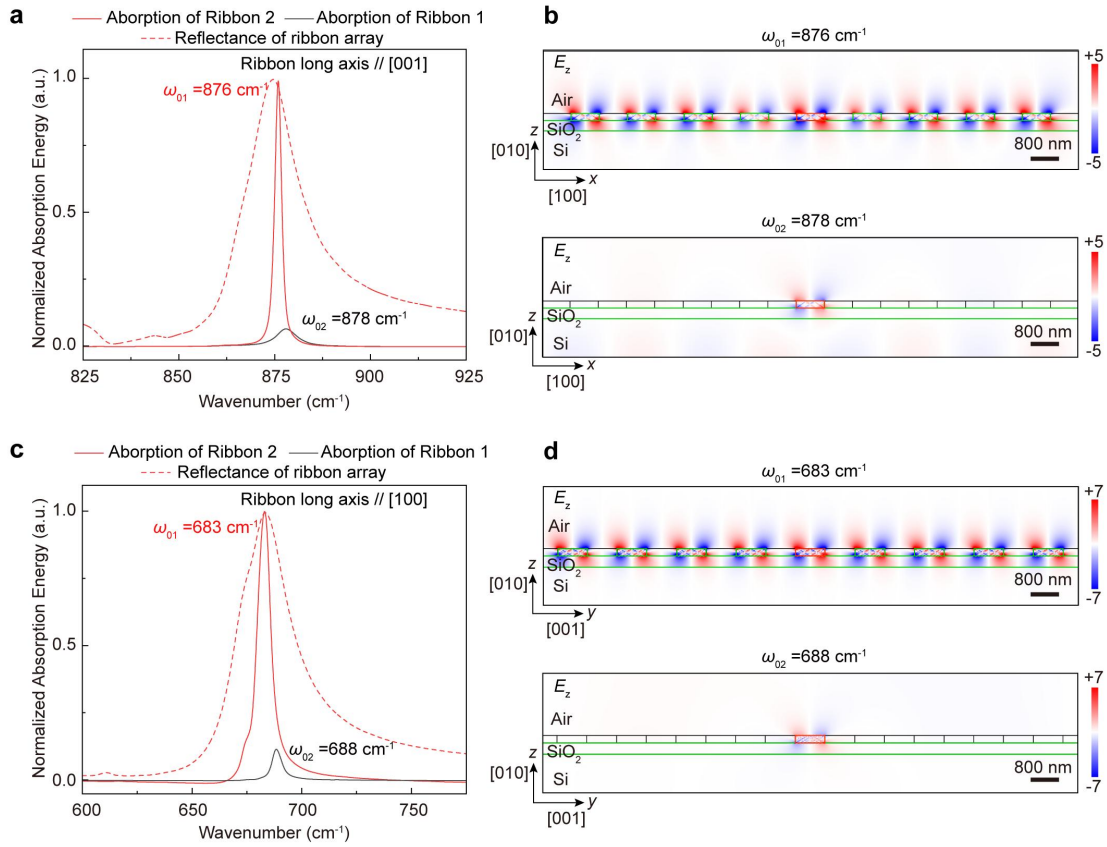 a
Aborption of Ribbon 2
Aborption of Ribbon 1
Reflectance of ribbon array
Ribbon long axis // [001]
ω01 =876 cm-1
ω02 =878 cm-1
Normalized Absorption Energy (a.u.)
1.0
0.5
0.0
825
850
875
900
925
Wavenumber (cm-1)
b
ω01 =876 cm-1
Ez
Air
SiO2
Si
z
[010]
x
[100]
800 nm
+5
-5
ω02 =878 cm-1
Ez
Air
SiO2
Si
z
[010]
x
[100]
800 nm
+5
-5
c
Aborption of Ribbon 2
Aborption of Ribbon 1
Reflectance of ribbon array
Ribbon long axis // [100]
ω01 =683 cm-1
ω02 =688 cm-1
Normalized Absorption Energy (a.u.)
1.0
0.5
0.0
600
650
700
750
Wavenumber (cm-1)
d
ω01 =683 cm-1
Ez
Air
SiO2
Si
z
[010]
y
[001]
800 nm
+7
-7
ω02 =688 cm-1
Ez
Air
SiO2
Si
z
[010]
y
[001]
800 nm
+7
-7